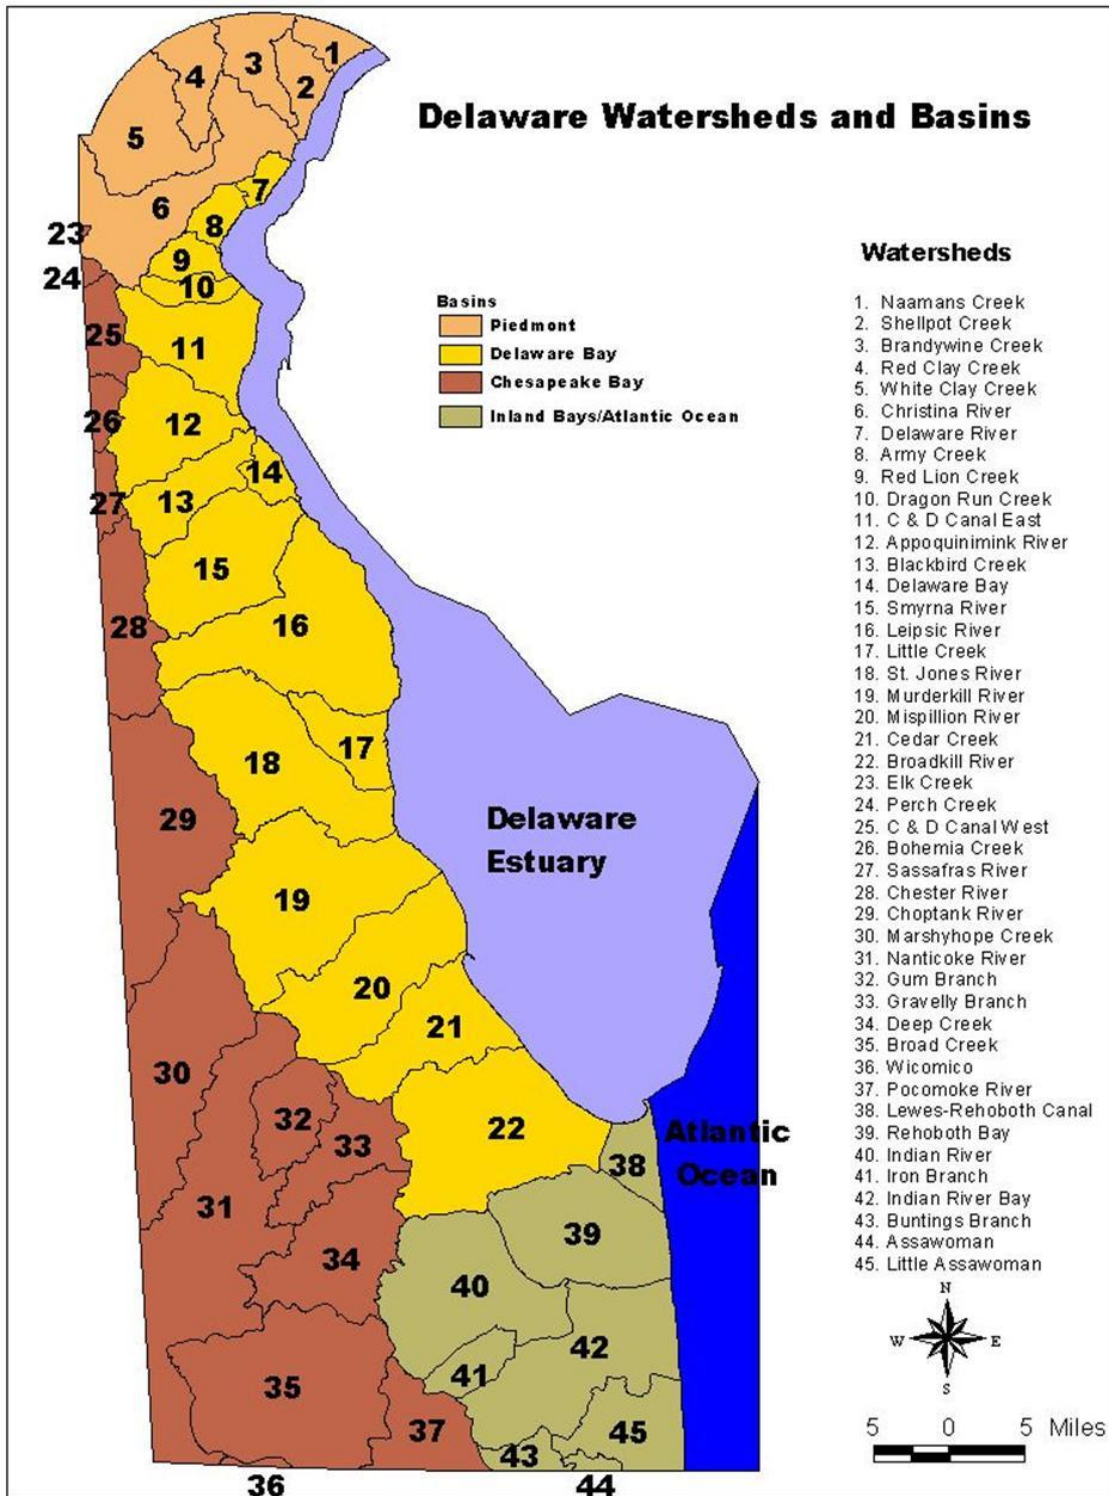 Delaware Watersheds and Basins
1
2
3
4
5
6
7
8
9
10
11
12
13
14
15
16
17
18
19
20
21
22
23
24
25
26
27
28
29
30
31
32
33
34
35
36
37
38
39
40
41
42
43
44
45
Delaware
Estuary
Atlantic
Ocean
Basins
Piedmont
Delaware Bay
Chesapeake Bay
Inland Bays/Atlantic Ocean
Watersheds
1. Naamans Creek
2. Shellpot Creek
3. Brandywine Creek
4. Red Clay Creek
5. White Clay Creek
6. Christina River
7. Delaware River
8. Army Creek
9. Red Lion Creek
10. Dragon Run Creek
11. C & D Canal East
12. Appoquinimink River
13. Blackbird Creek
14. Delaware Bay
15. Smyrna River
16. Leipsic River
17. Little Creek
18. St. Jones River
19. Murderkill River
20. Mispillion River
21. Cedar Creek
22. Broadkill River
23. Elk Creek
24. Perch Creek
25. C & D Canal West
26. Bohemia Creek
27. Sassafras River
28. Chester River
29. Choptank River
30. Marshyhope Creek
31. Nanticoke River
32. Gum Branch
33. Gravelly Branch
34. Deep Creek
35. Broad Creek
36. Wicomico
37. Pocomoke River
38. Lewes-Rehoboth Canal
39. Rehoboth Bay
40. Indian River
41. Iron Branch
42. Indian River Bay
43. Buntings Branch
44. Assawoman
45. Little Assawoman
N
W E
S
5 0 5 Miles